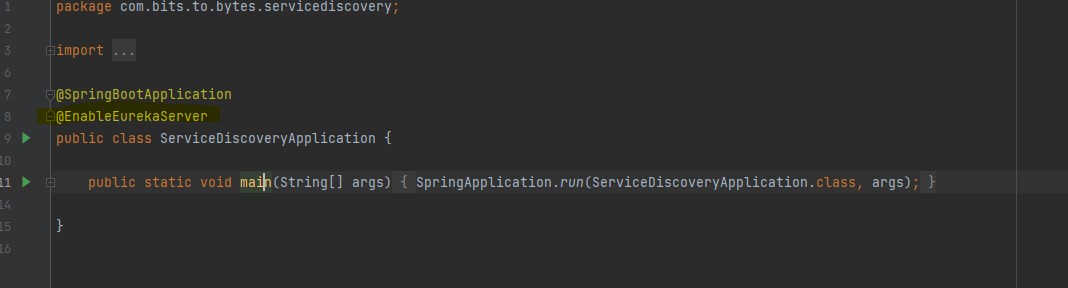 1 package com.bits.to.bytes.servicediscovery;
2
3 import ...
6
7 @SpringBootApplication
8 @EnableEurekaServer
9 public class ServiceDiscoveryApplication {
10
11 public static void main(String[] args) { SpringApplication.run(ServiceDiscoveryApplication.class, args); }
14
15 }
16